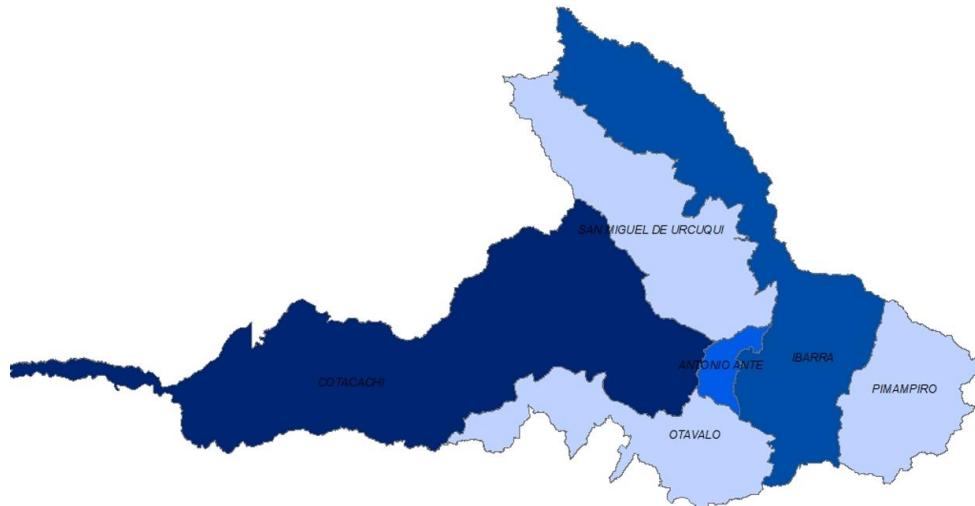 SAN MIGUEL DE URCUQUI
ANTONIO ANTE
IBARRA
COTACACHI
PIMAMPIRO
OTAVALO